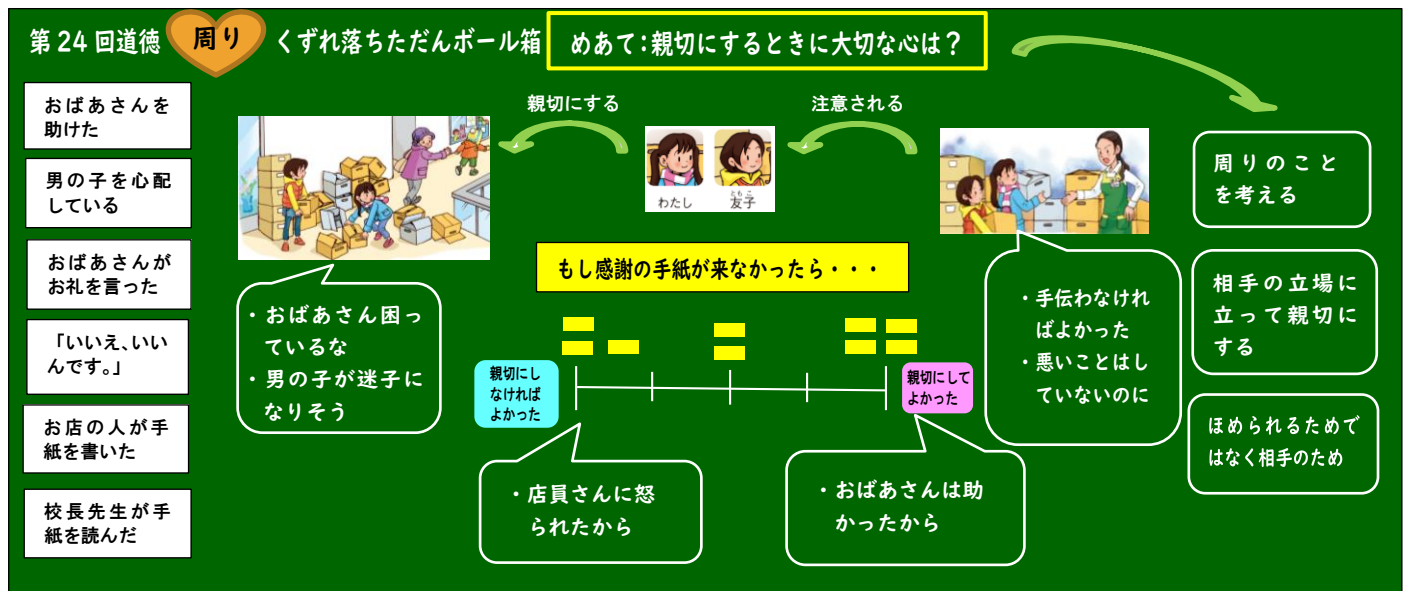 第24回道徳
周り
くずれ落ちただんボール箱
めあて：親切にするときに大切な心は？
おばあさんを
助けた
男の子を心配
している
おばあさんが
お礼を言った
「いいえ、いい
んです。」
お店の人が手
紙を書いた
校長先生が手
紙を読んだ
親切にする
注意される
わたし
ともこ
友子
・おばあさん困っ
ているな
・男の子が迷子に
なりそう
もし感謝の手紙が来なかったら・・・
親切にし
なければ
よかった
親切にして
よかった
・店員さんに怒
られたから
・おばあさんは助
かったから
・手伝わなけれ
ばよかった
・悪いことはし
ていないのに
周りのこと
を考える
相手の立場に
立って親切に
する
ほめられるためで
はなく相手のため